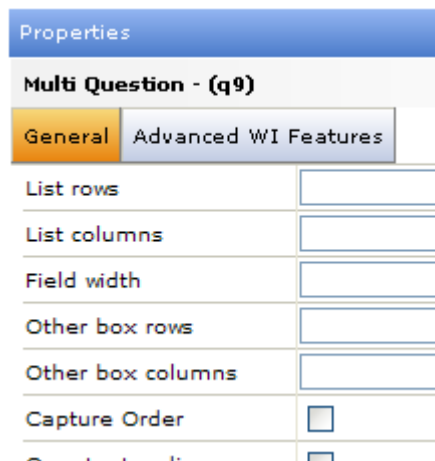 Properties
Multi Question - (q9)
General Advanced WI Features
List rows
List columns
Field width
Other box rows
Other box columns
Capture Order